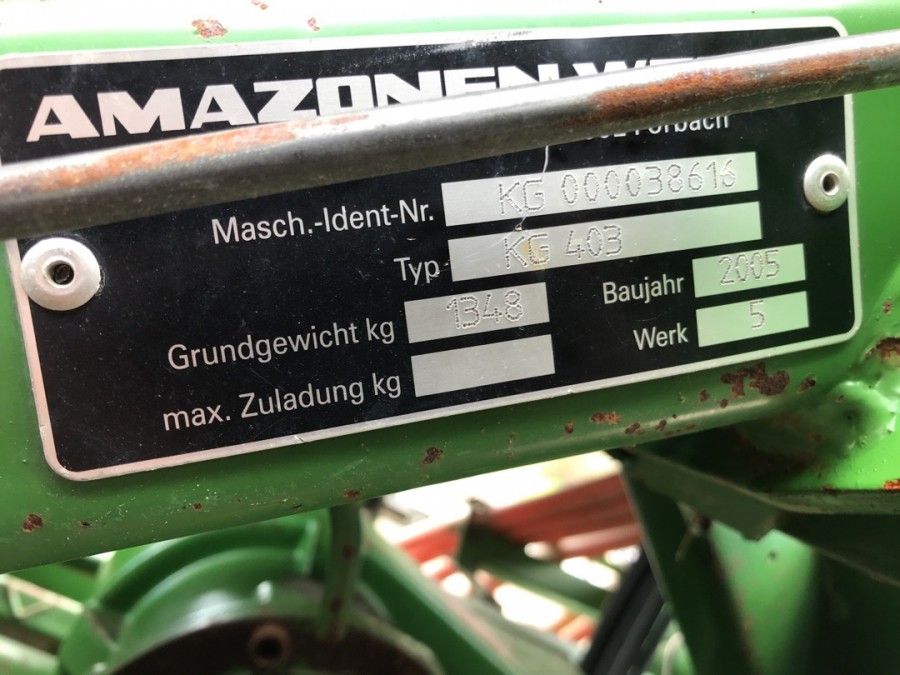 AMAZONEN
Forbach
Masch.-Ident-Nr. KG 000038616
Typ KG 403
Grundgewicht kg 1348
Baujahr 2005
max. Zuladung kg
Werk 5